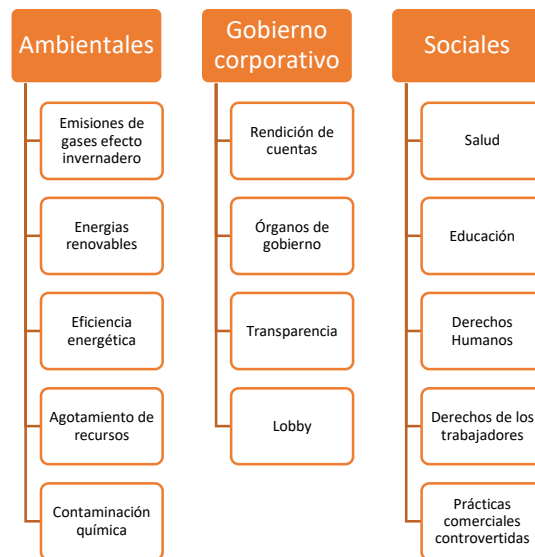 Ambientales
Emisiones de
gases efecto
invernadero
Energias
renovables
Eficiencia
energética
Agotamiento de
recursos
Contaminación
química
Gobierno
corporativo
Rendición de
cuentas
Órganos de
gobierno
Transparencia
Lobby
Sociales
Salud
Educación
Derechos
Humanos
Derechos de los
trabajadores
Prácticas
comerciales
controvertidas